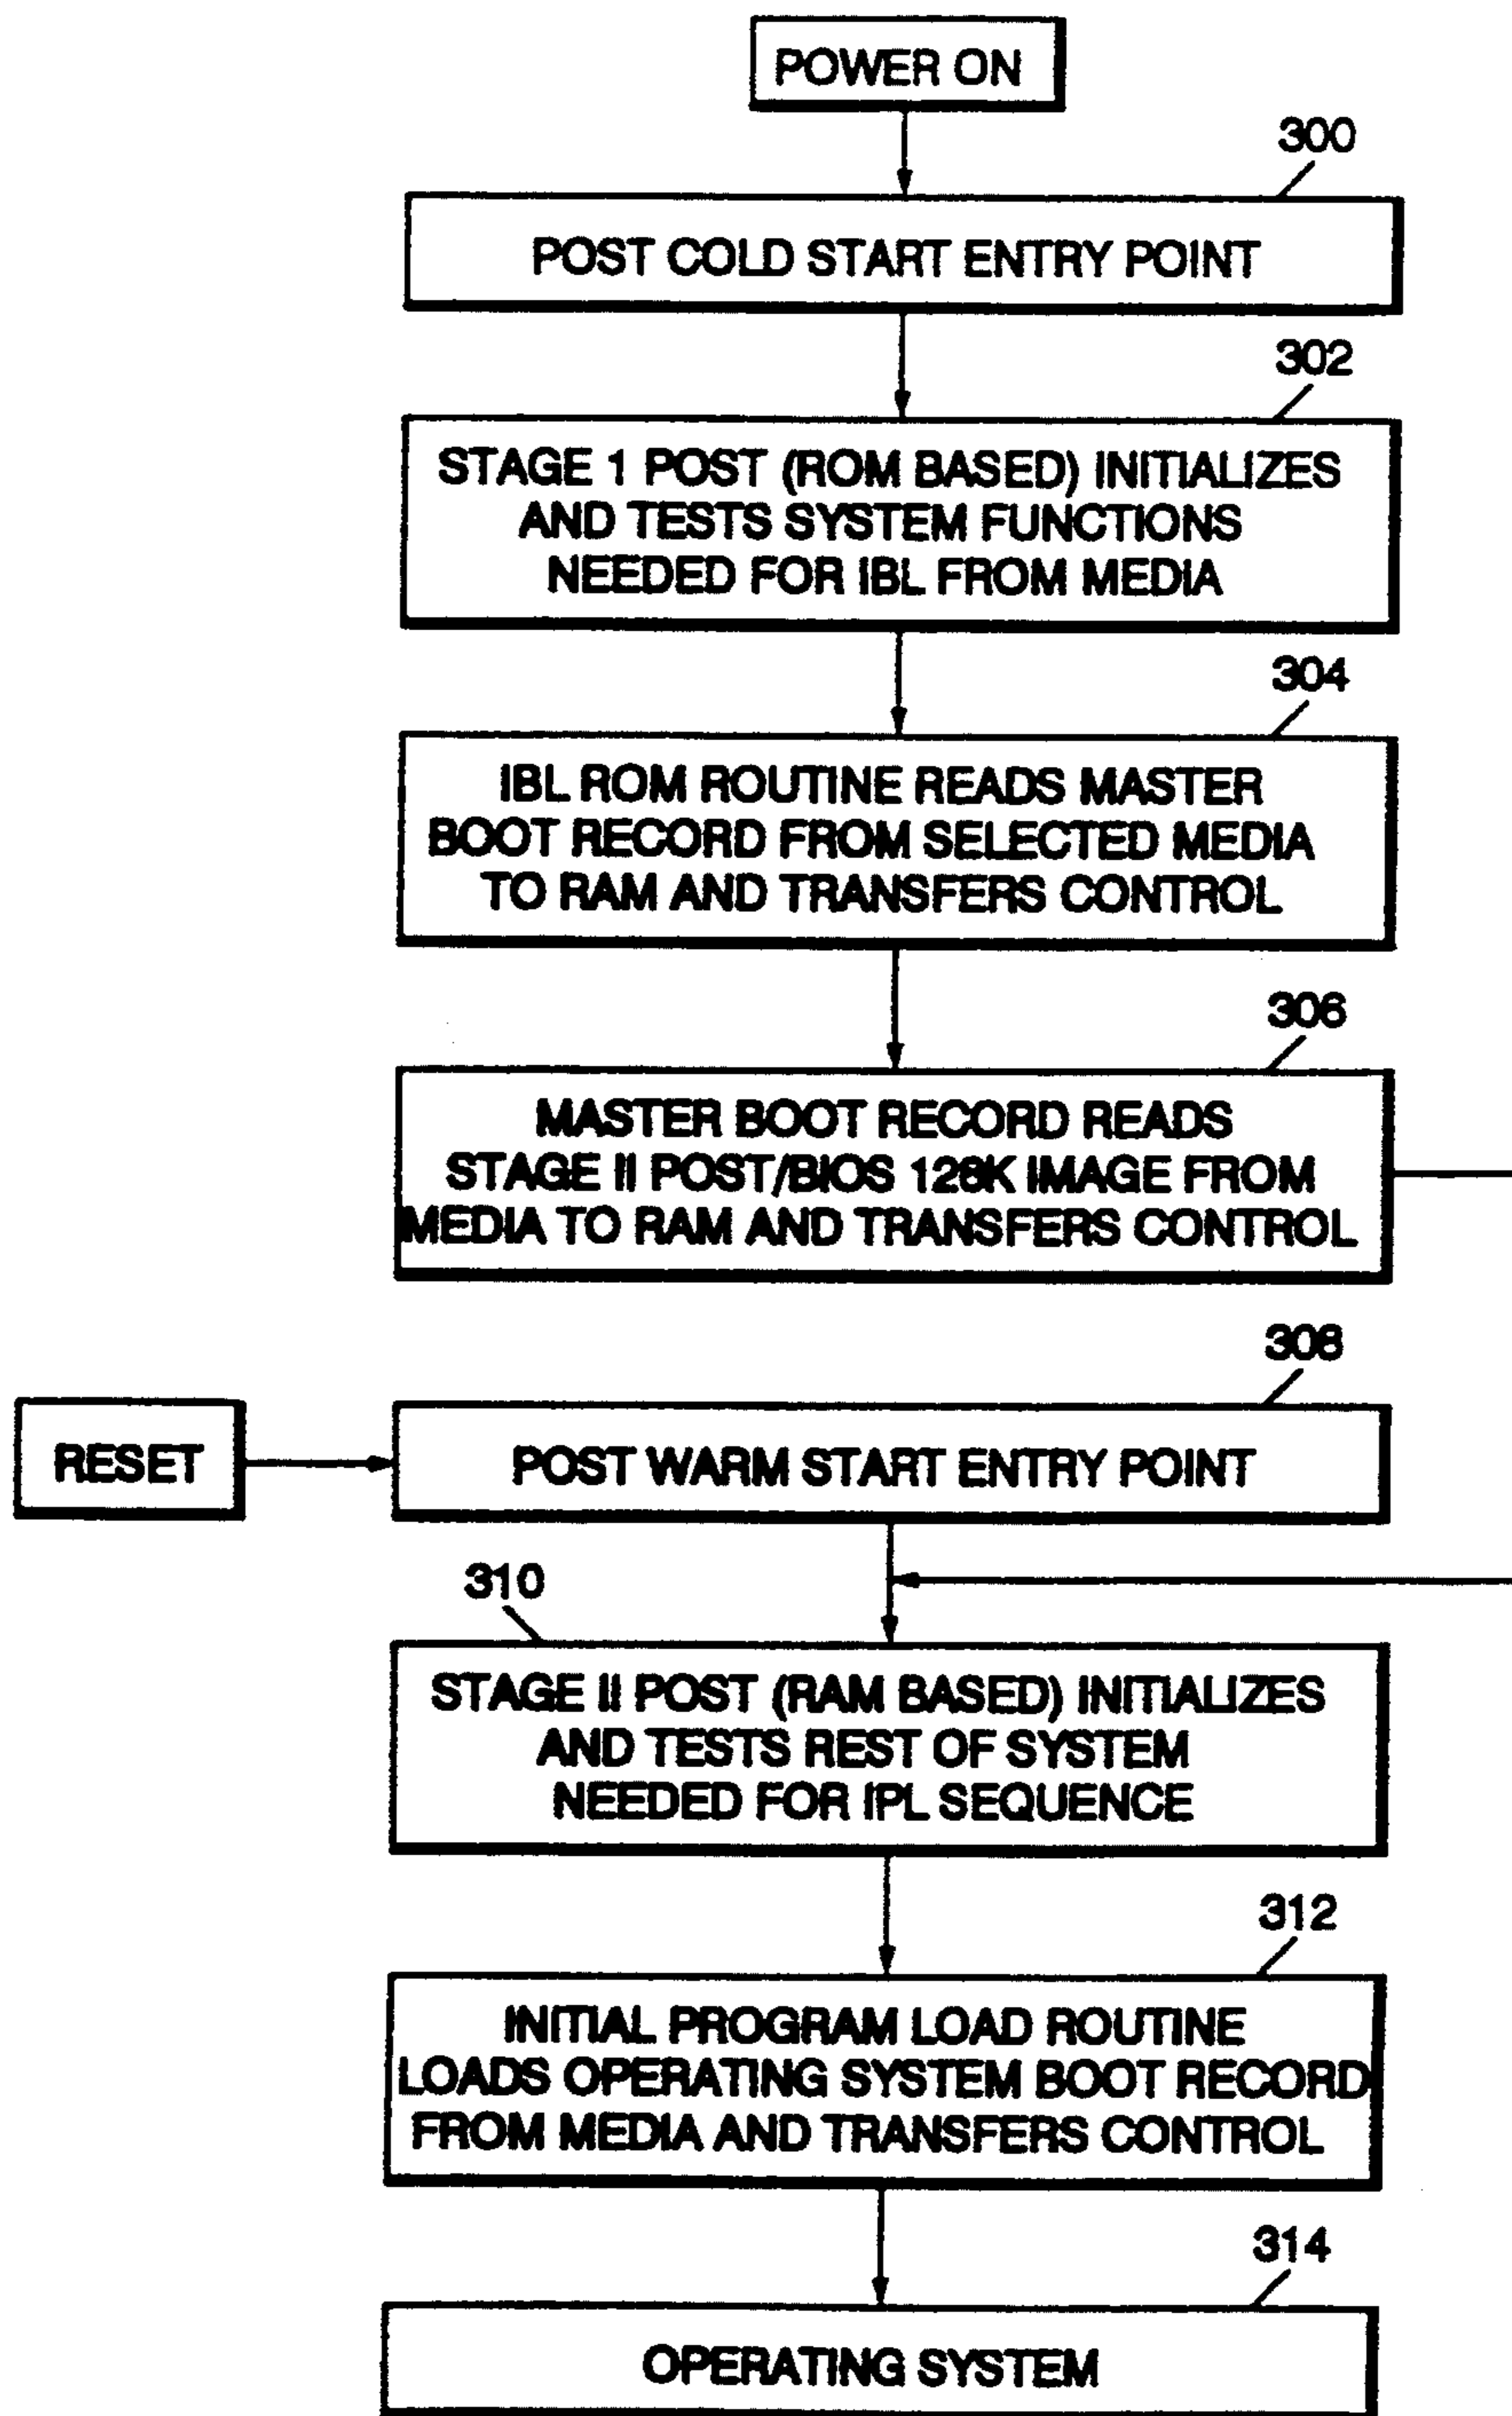 POWER ON
300
POST COLD START ENTRY POINT
302
STAGE 1 POST (ROM BASED) INITIALIZES
AND TESTS SYSTEM FUNCTIONS
NEEDED FOR IBL FROM MEDIA
304
IBL ROM ROUTINE READS MASTER
BOOT RECORD FROM SELECTED MEDIA
TO RAM AND TRANSFERS CONTROL
306
MASTER BOOT RECORD READS
STAGE II POST/BIOS 128K IMAGE FROM
MEDIA TO RAM AND TRANSFERS CONTROL
308
RESET
POST WARM START ENTRY POINT
310
STAGE II POST (RAM BASED) INITIALIZES
AND TESTS REST OF SYSTEM
NEEDED FOR IPL SEQUENCE
312
INITIAL PROGRAM LOAD ROUTINE
LOADS OPERATING SYSTEM BOOT RECORD
FROM MEDIA AND TRANSFERS CONTROL
314
OPERATING SYSTEM